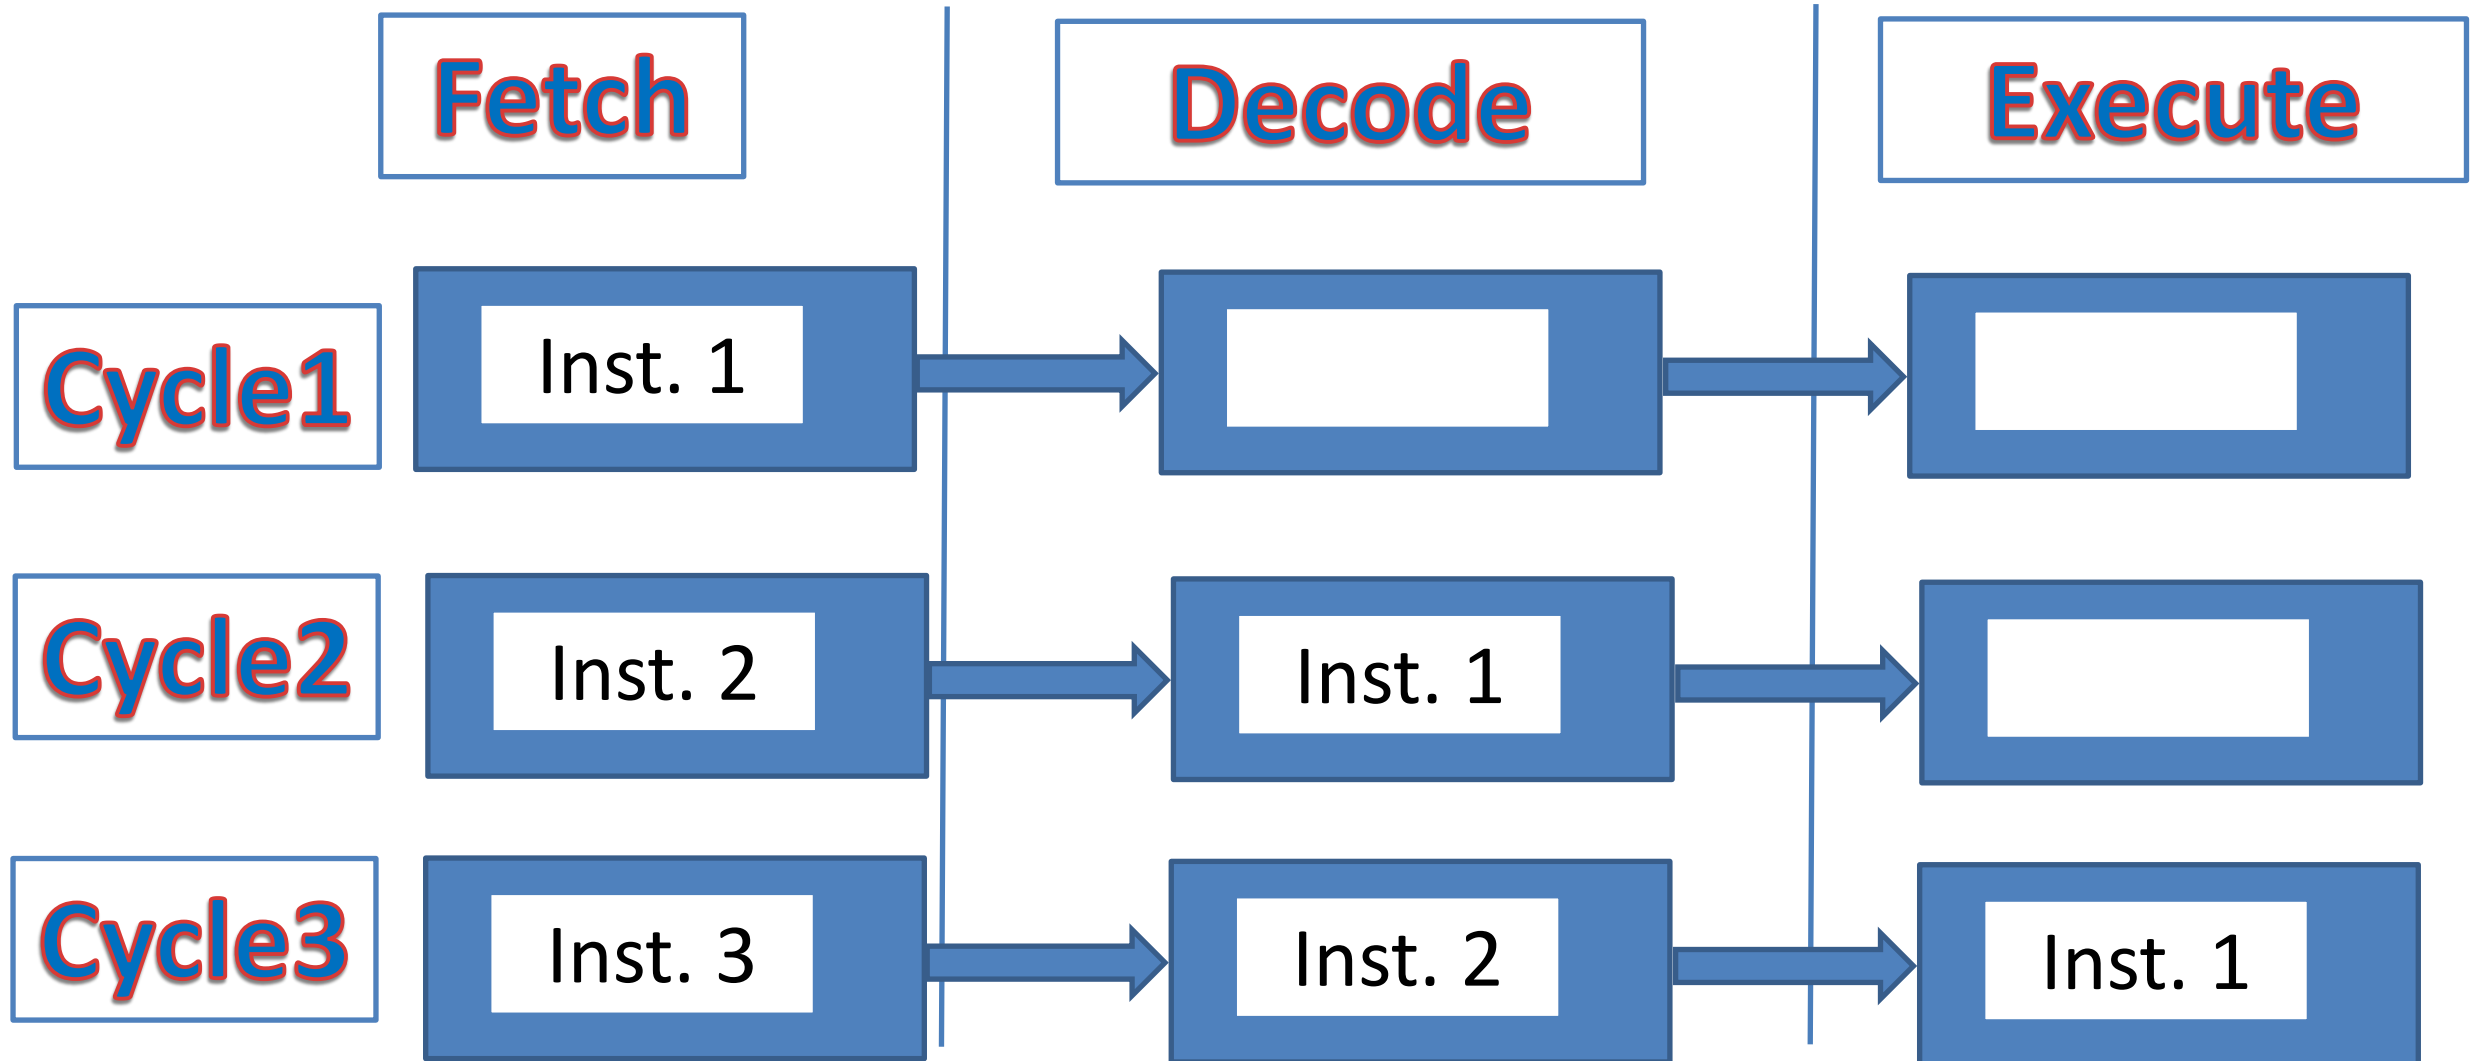 Fetch
Decode
Execute
Cycle1
Inst. 1
Cycle2
Inst. 2
Inst. 1
Cycle3
Inst. 3
Inst. 2
Inst. 1